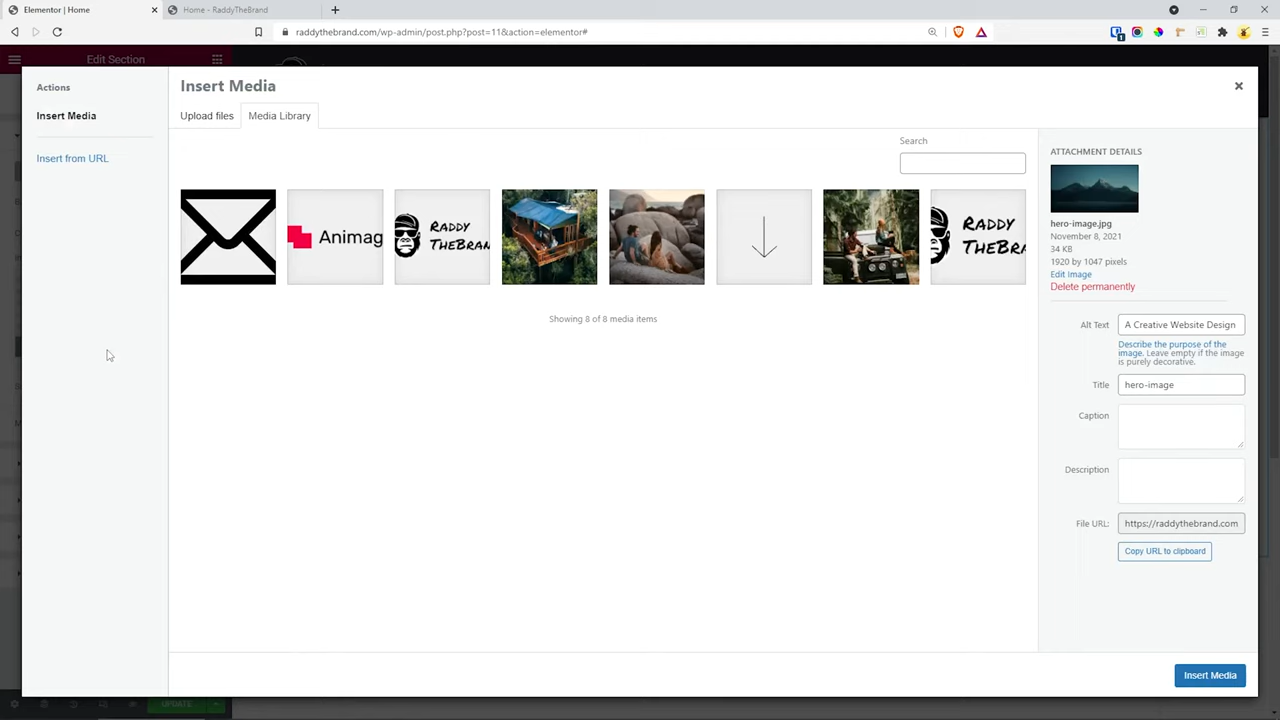 Elementor | Home
Home - RaddyTheBrand
raddythebrand.com/wp-admin/post.php?post=11&action=elementor#
1
Edit Section
Actions
Insert Media
Insert from URL
Insert Media
Upload files
Media Library
Search
Animag
RADDY
THEBRAN
RADDY
THEBRA
Showing 8 of 8 media items
ATTACHMENT DETAILS
hero-image.jpg
November 8, 2021
34 KB
1920 by 1047 pixels
Edit Image
Delete permanently
Alt Text
A Creative Website Design
Describe the purpose of the
image. Leave empty if the image
is purely decorative.
Title
hero-image
Caption
Description
File URL:
https://raddythebrand.com
Copy URL to clipboard
Insert Media
UPDATE